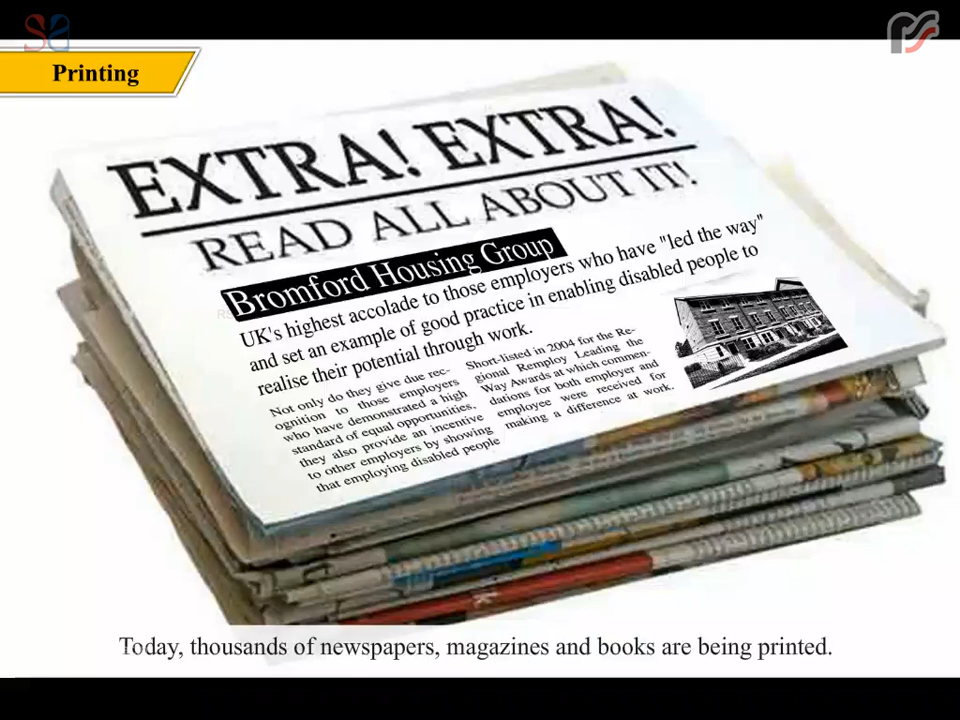 Printing
EXTRA! EXTRA!
READ ALL ABOUT IT!
Bromford Housing Group
UK's highest accolade to those employers who have "led the way"
and set an example of good practice in enabling disabled people to
realise their potential through work.
Not only do they give due rec-
ognition to those employers
who have demonstrated a high
standard of equal opportunities,
they also provide an incentive
to other employers by showing
that employing disabled people
Short-listed in 2004 for the Re-
gional Remploy Leading the
Way Awards at which commen-
dations for both employer and
employee were received for
making a difference at work.
Today, thousands of newspapers, magazines and books are being printed.